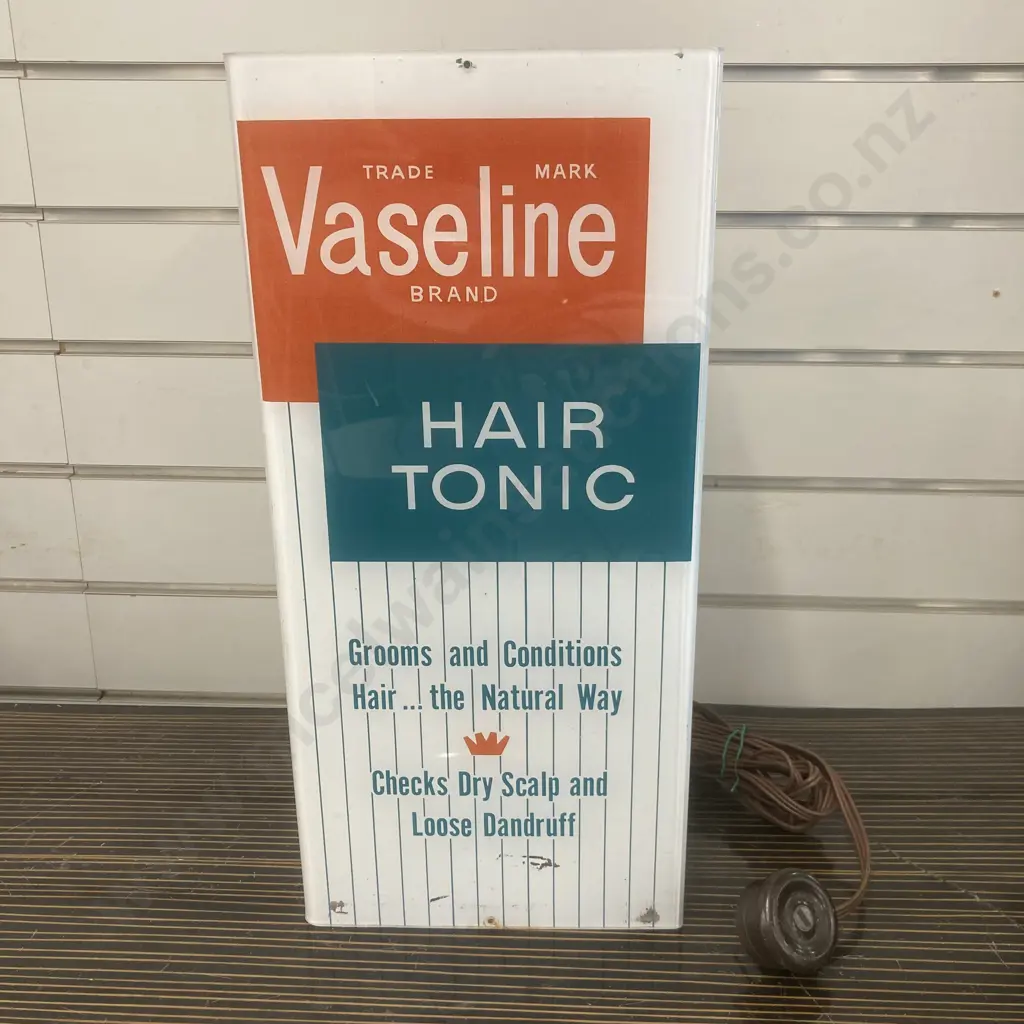 TRADE MARK
Vaseline
BRAND
HAIR
TONIC
Grooms and Conditions
Hair... the Natural Way
Checks Dry Scalp and
Loose Dandruff